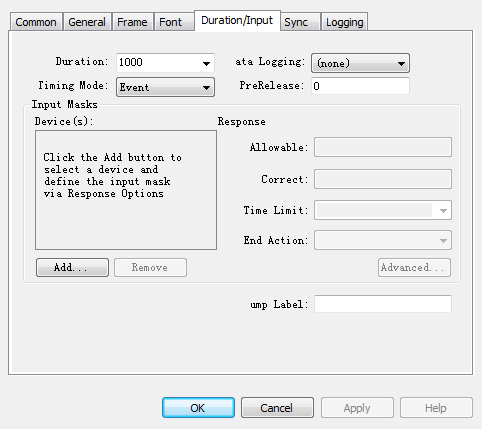 Common General Frame Font Duration/Input Sync Logging
Duration: 1000 ata Logging: (none)
Timing Mode: Event PreRelease: 0
Input Masks
Device(s): Response
Click the Add button to
select a device and
define the input mask
via Response Options
Allowable:
Correct:
Time Limit:
End Action:
Add... Remove Advanced...
ump Label:
OK Cancel Apply Help